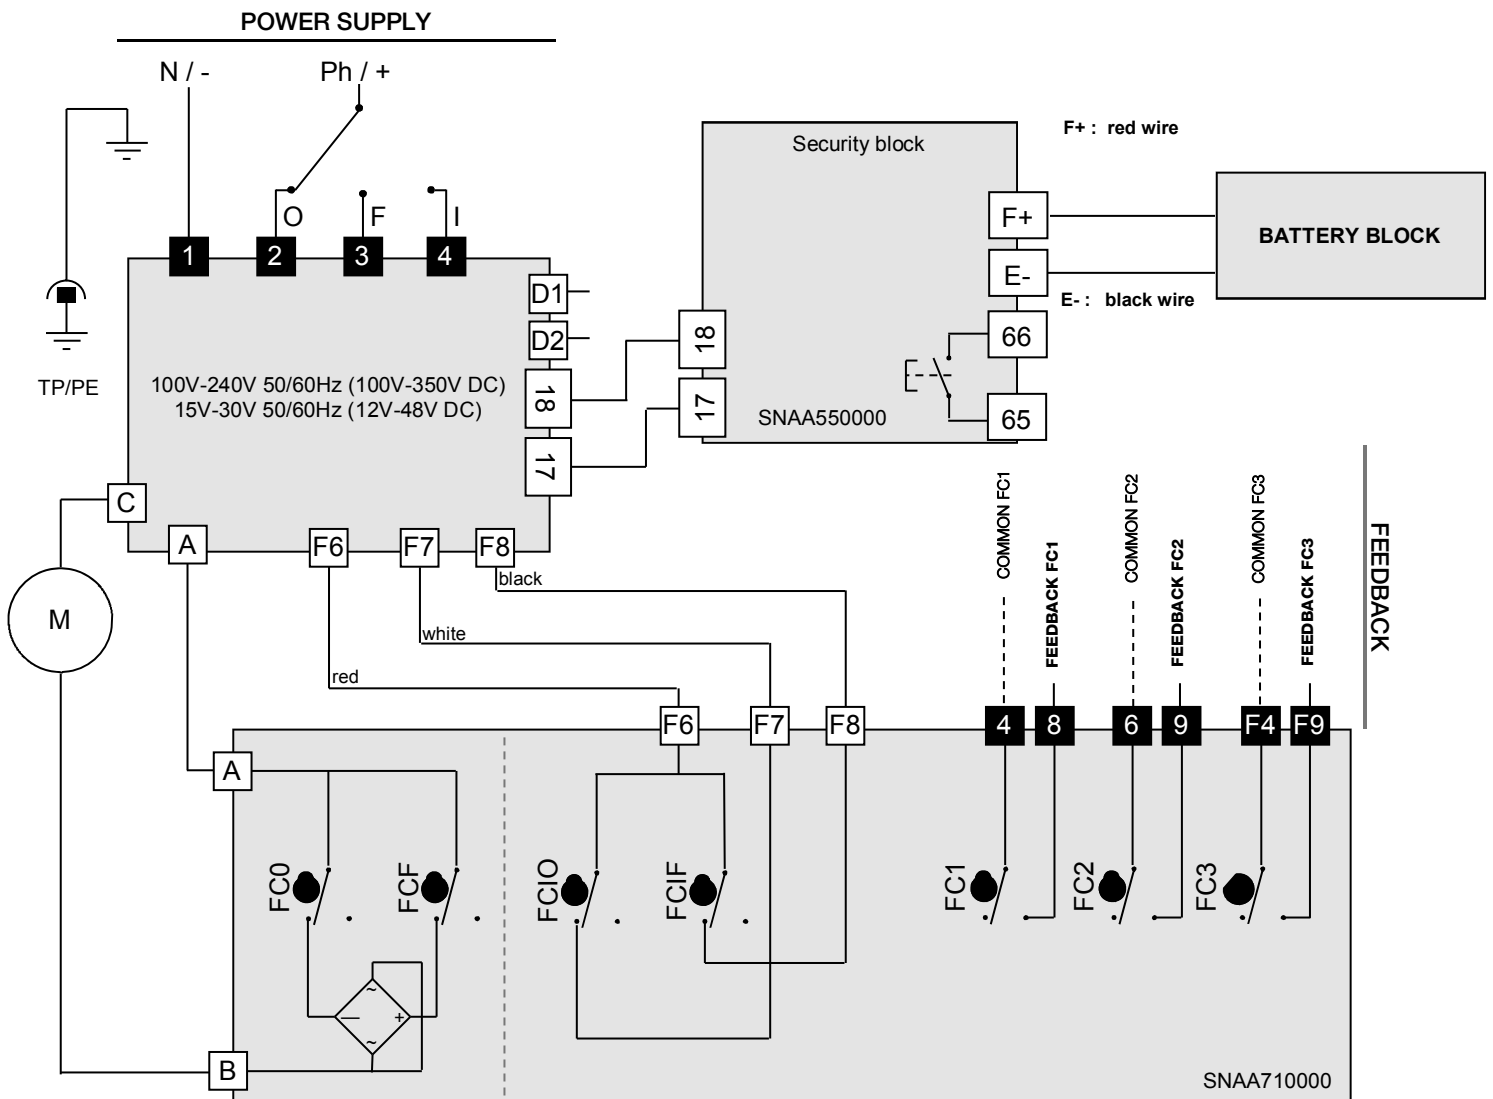 POWER SUPPLY
N / -
Ph / +
O
F
I
1
2
3
4
D1
D2
18
17
100V-240V 50/60Hz (100V-350V DC)
15V-30V 50/60Hz (12V-48V DC)
TP/PE
C
A
F6
F7
F8
M
black
white
red
Security block
F+
E-
66
65
18
17
SNAA550000
F+ : red wire
E- : black wire
BATTERY BLOCK
COMMON FC1
FEEDBACK FC1
COMMON FC2
FEEDBACK FC2
COMMON FC3
FEEDBACK FC3
FEEDBACK
F6
F7
F8
4
8
6
9
F4
F9
A
FC0
FCF
FCIO
FCIF
FC1
FC2
FC3
~
—
+
~
B
SNAA710000